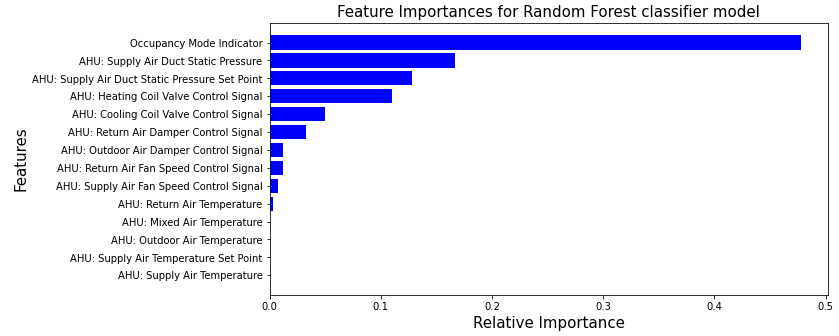 Feature Importances for Random Forest classifier model
Features
Occupancy Mode Indicator
AHU: Supply Air Duct Static Pressure
AHU: Supply Air Duct Static Pressure Set Point
AHU: Heating Coil Valve Control Signal
AHU: Cooling Coil Valve Control Signal
AHU: Return Air Damper Control Signal
AHU: Outdoor Air Damper Control Signal
AHU: Return Air Fan Speed Control Signal
AHU: Supply Air Fan Speed Control Signal
AHU: Return Air Temperature
AHU: Mixed Air Temperature
AHU: Outdoor Air Temperature
AHU: Supply Air Temperature Set Point
AHU: Supply Air Temperature
0.0 0.1 0.2 0.3 0.4 0.5
Relative Importance